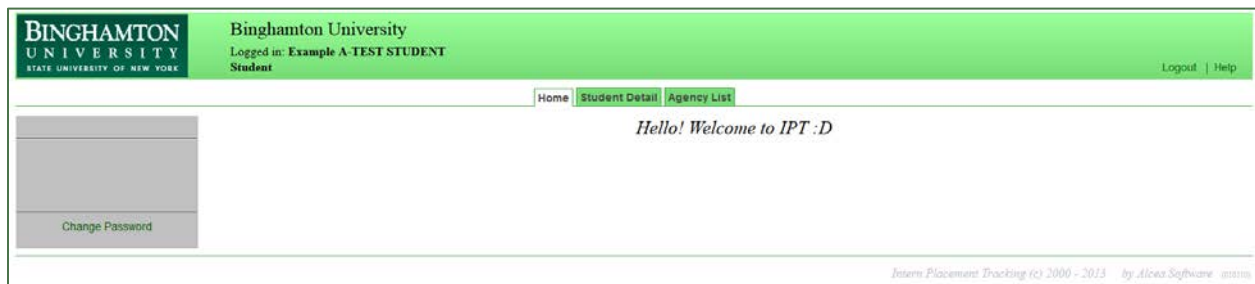 BINGHAMTON
UNIVERSITY
STATE UNIVERSITY OF NEW YORK
Binghamton University
Logged in: Example A-TEST STUDENT
Student
Logout | Help
Home Student Detail Agency List
Hello! Welcome to IPT :D
Change Password
Intern Placement Tracking (c) 2000 - 2013 by Alcea Software